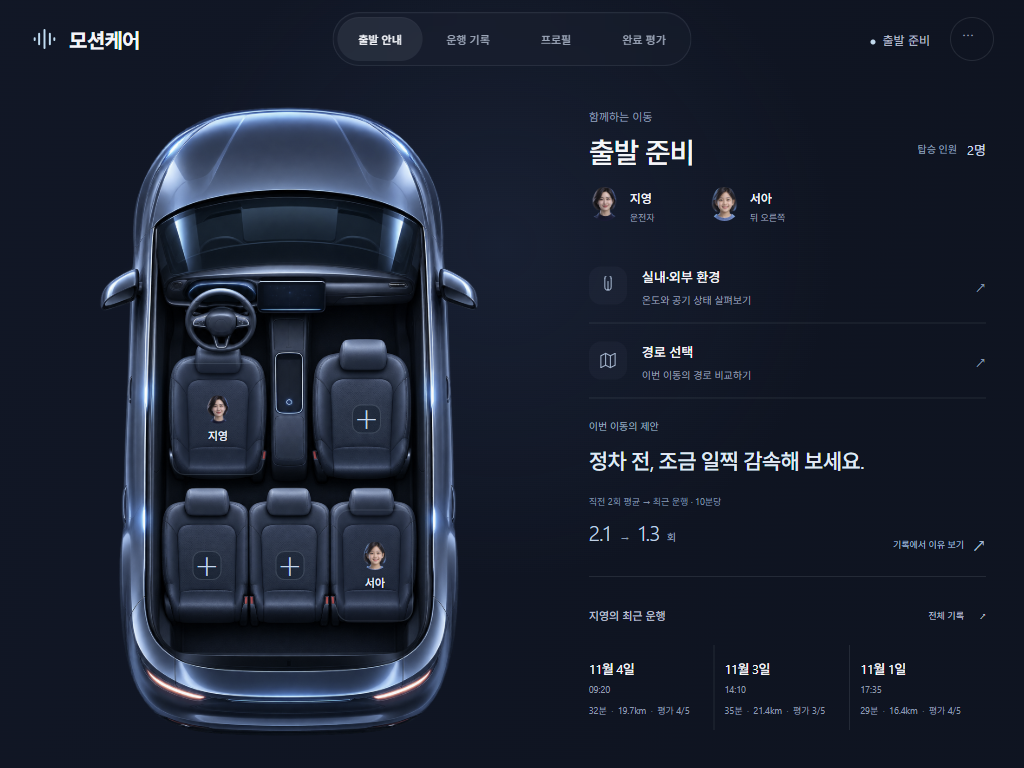 모션케어
출발 안내
운행 기록
프로필
완료 평가
출발 준비
...
함께하는 이동
출발 준비
탑승 인원 2명
지영
운전자
서아
뒤 오른쪽
실내·외부 환경
온도와 공기 상태 살펴보기
↗
경로 선택
이번 이동의 경로 비교하기
↗
이번 이동의 제안
정차 전, 조금 일찍 감속해 보세요.
직전 2회 평균 → 최근 운행 · 10분당
2.1 → 1.3 회
기록에서 이유 보기 ↗
지영의 최근 운행
전체 기록 ↗
11월 4일
09:20
32분 · 19.7km · 평가 4/5
11월 3일
14:10
35분 · 21.4km · 평가 3/5
11월 1일
17:35
29분 · 16.4km · 평가 4/5
지영
서아